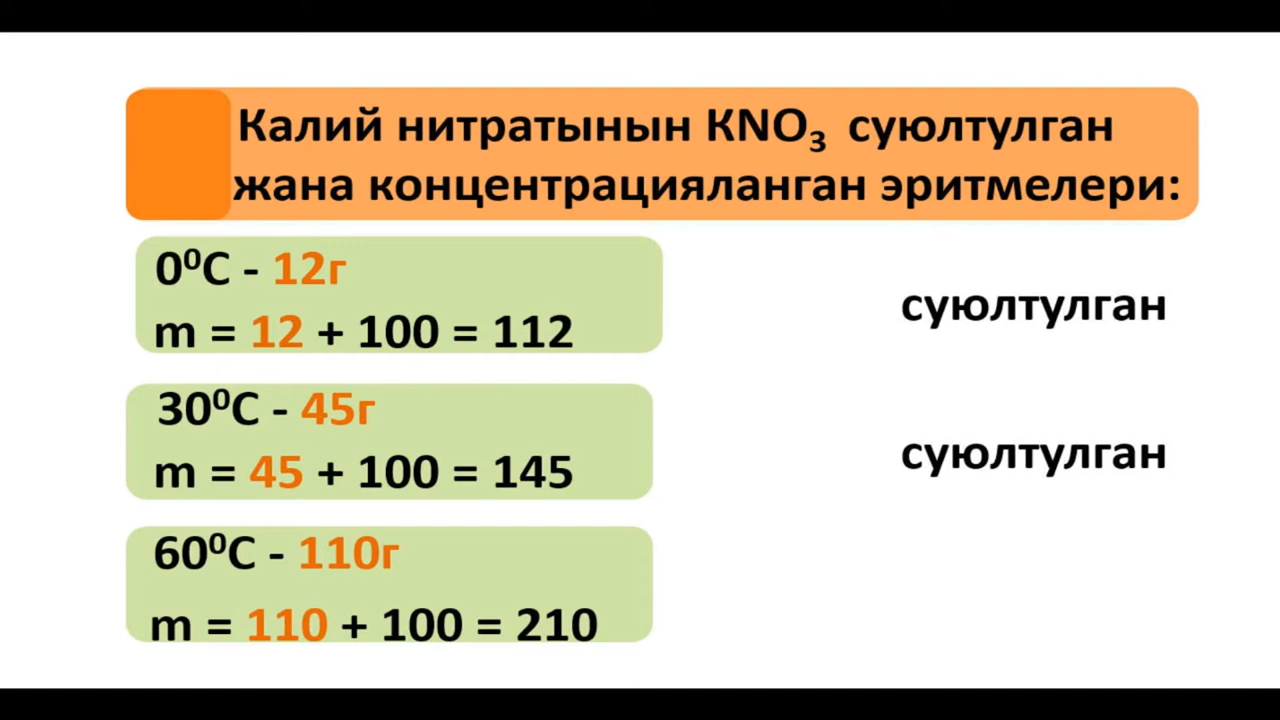 Калий нитратынын KNO₃ суюлтулган
жана концентрацияланган эритмелери:
0⁰C - 12г
m = 12 + 100 = 112
суюлтулган
30⁰C - 45г
m = 45 + 100 = 145
суюлтулган
60⁰C - 110г
m = 110 + 100 = 210